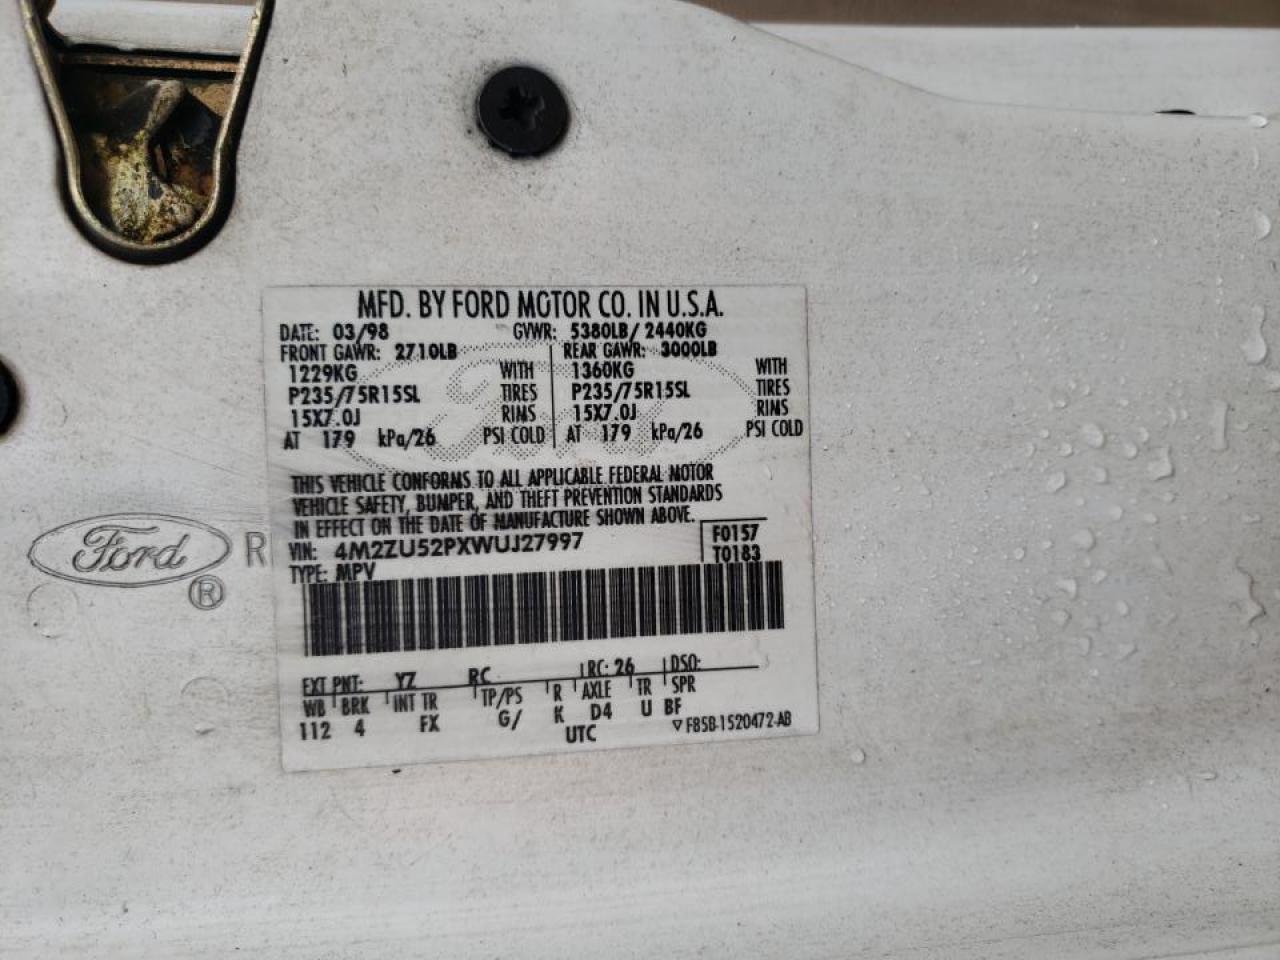 MFD. BY FORD MOTOR CO. IN U.S.A.
DATE: 03/98 GVWR: 5380LB/ 2440KG
FRONT GAWR: 2710LB REAR GAWR: 3000LB
1229KG WITH 1360KG WITH
P235/75R15SL TIRES P235/75R15SL TIRES
15X7.0J RIMS 15X7.0J RIMS
AT 179 kPa/26 PSI COLD AT 179 kPa/26 PSI COLD
THIS VEHICLE CONFORMS TO ALL APPLICABLE FEDERAL MOTOR
VEHICLE SAFETY, BUMPER, AND THEFT PREVENTION STANDARDS
IN EFFECT ON THE DATE OF MANUFACTURE SHOWN ABOVE.
VIN: 4M2ZU52PXWUJ27997 F0157
TYPE: MPV T0183
Ford R
®
EXT PNT: YZ RC RC: 26 DSO:
WB BRK INT TR TP/PS R AXLE TR SPR
112 4 FX G/ K D4 U BF
UTC F85B-1520472-AB